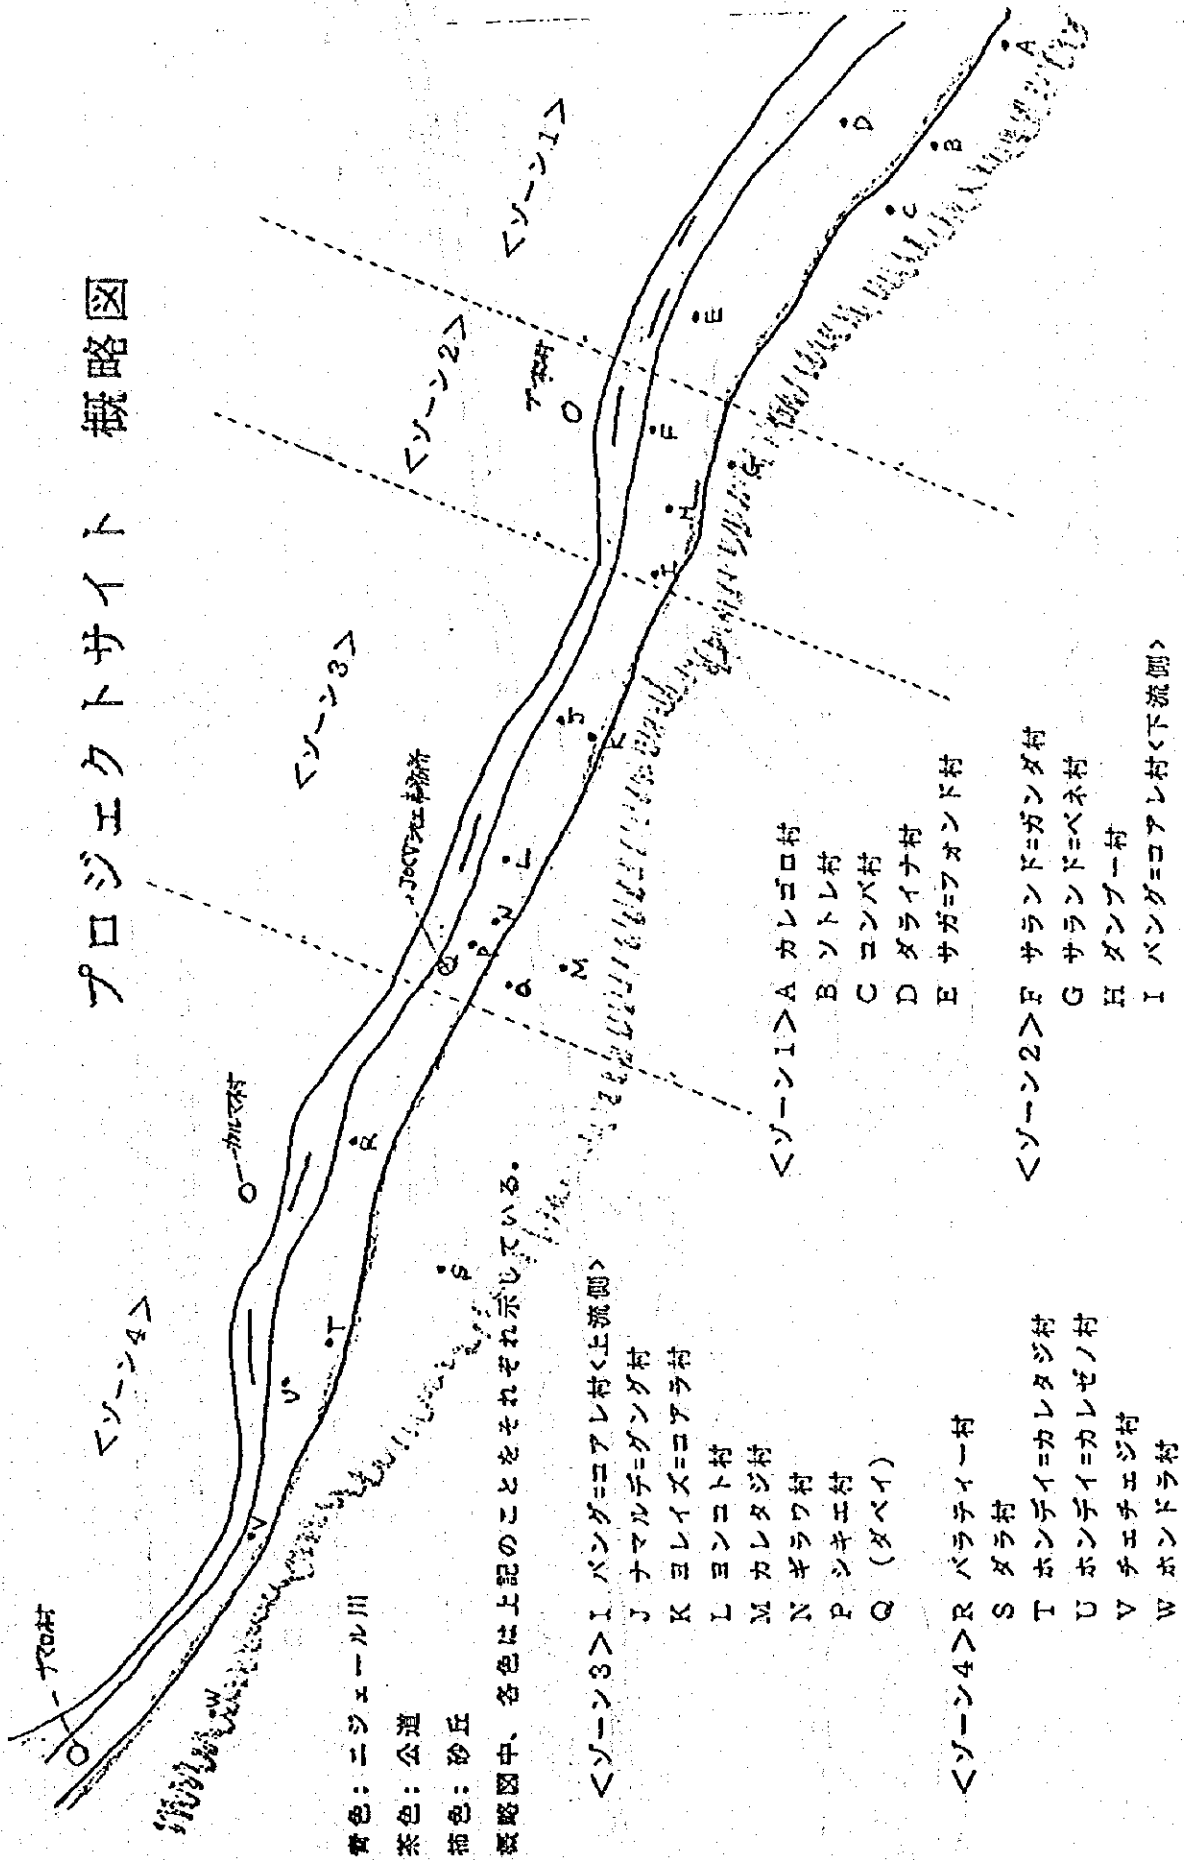 プロジェクトサイト 概略図
<ゾーン1>
<ゾーン2>
<ゾーン3>
<ゾーン4>
カルマ村
ナマロ村
JOCV
A
B
C
D
E
F
G
H
I
J
K
L
M
N
P
Q
R
S
T
U
V
W
青色:ニジェール川
茶色:公道
柿色:砂丘
概略図中、各色は上記のことをそれぞれ示している。
<ゾーン1>A カレゴロ村
B ソトレ村
C コンバ村
D ダライナ村
E サガ=フォンド村
<ゾーン2>F サランド=ガンダ村
G サランド=ベネ村
H ダンブー村
I バング=コアレ村<下流側>
<ゾーン3>I バング=コアレ村<上流側>
J ナマルデ=グング村
K ヨレイズ=コアラ村
L ヨンコト村
M カレタジ村
N ギラワ村
P シキエ村
Q (ダベイ)
<ゾーン4>R バラティー村
S ダラ村
T ホンディ=カレタジ村
U ホンディ=カレゼノ村
V チェチェジ村
W ホンドラ村